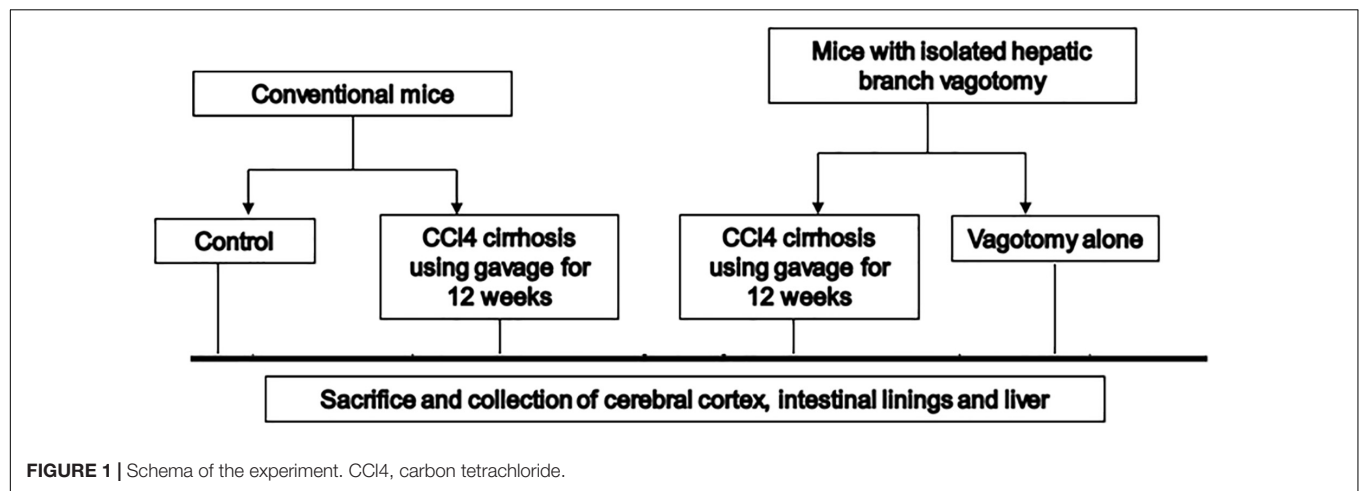 Conventional mice
Mice with isolated hepatic
branch vagotomy
Control
CCl4 cirrhosis
using gavage for
12 weeks
CCl4 cirrhosis
using gavage for
12 weeks
Vagotomy alone
Sacrifice and collection of cerebral cortex, intestinal linings and liver
FIGURE 1 | Schema of the experiment. CCl4, carbon tetrachloride.